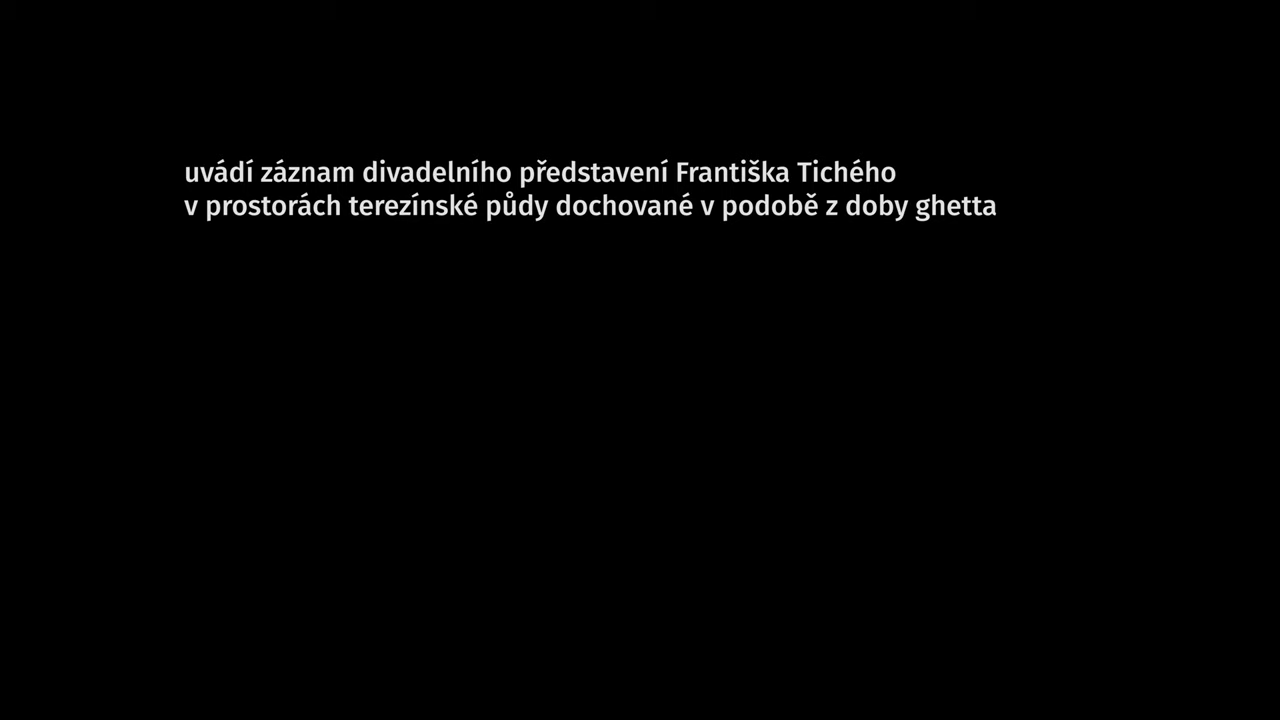 uvádí záznam divadelního představení Františka Tichého
v prostorách terezínské půdy dochované v podobě z doby ghetta